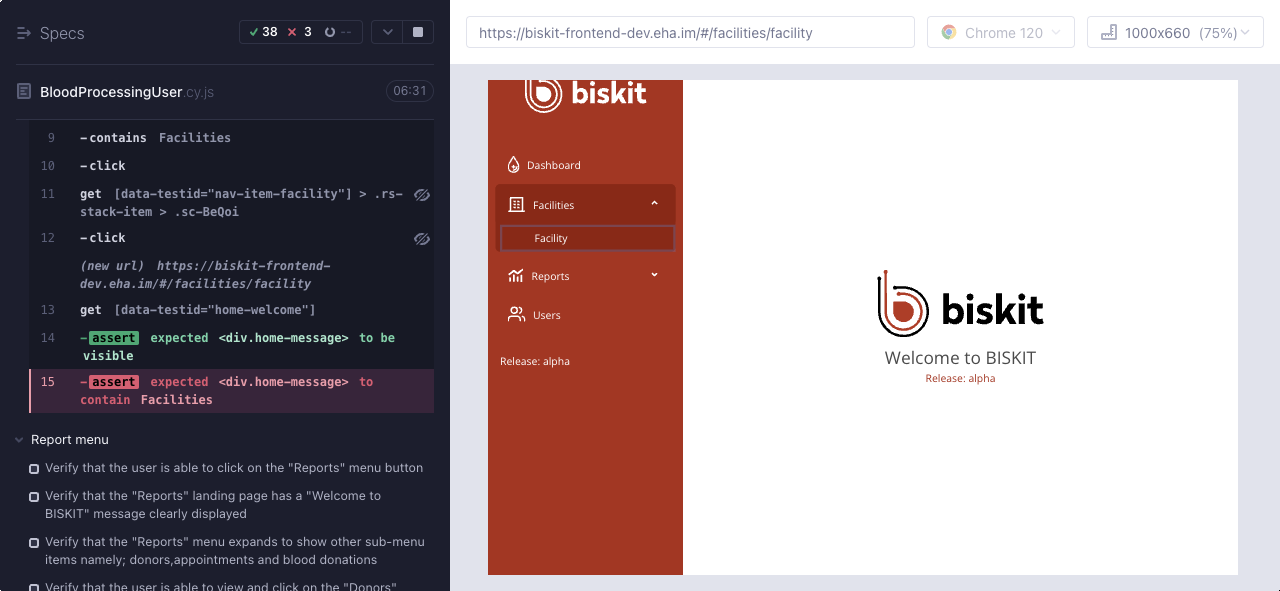 Specs
38 3 --
BloodProcessingUser.cy.js 06:31
9 -contains Facilities
10 -click
11 get [data-testid="nav-item-facility"] > .rs-
stack-item > .sc-BeQoi
12 -click
(new url) https://biskit-frontend-
dev.eha.im/#/facilities/facility
13 get [data-testid="home-welcome"]
14 -assert expected <div.home-message> to be
visible
15 -assert expected <div.home-message> to
contain Facilities
Report menu
Verify that the user is able to click on the "Reports" menu button
Verify that the "Reports" landing page has a "Welcome to
BISKIT" message clearly displayed
Verify that the "Reports" menu expands to show other sub-menu
items namely; donors,appointments and blood donations
Verify that the user is able to view and click on the "Donors"
https://biskit-frontend-dev.eha.im/#/facilities/facility
Chrome 120
1000x660 (75%)
biskit
Dashboard
Facilities
Facility
Reports
Users
Release: alpha
biskit
Welcome to BISKIT
Release: alpha